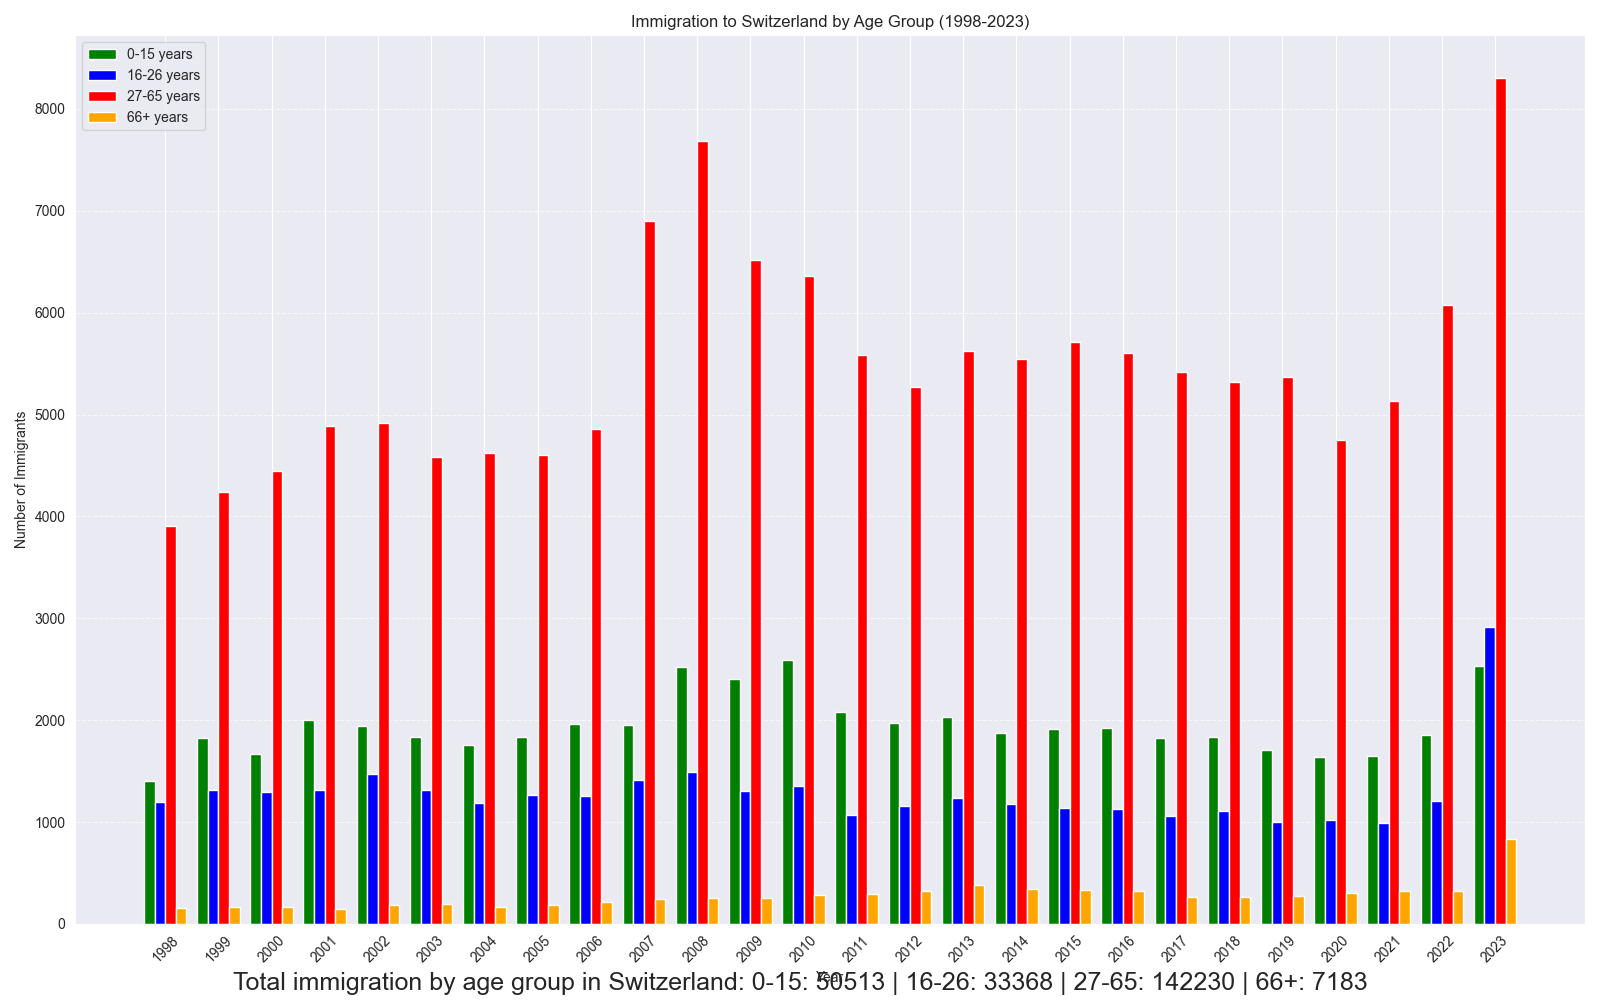 Immigration to Switzerland by Age Group (1998-2023)
0-15 years
16-26 years
27-65 years
66+ years
Number of Immigrants
8000
7000
6000
5000
4000
3000
2000
1000
0
1998 1999 2000 2001 2002 2003 2004 2005 2006 2007 2008 2009 2010 2011 2012 2013 2014 2015 2016 2017 2018 2019 2020 2021 2022 2023
Year
Total immigration by age group in Switzerland: 0-15: 50513 | 16-26: 33368 | 27-65: 142230 | 66+: 7183